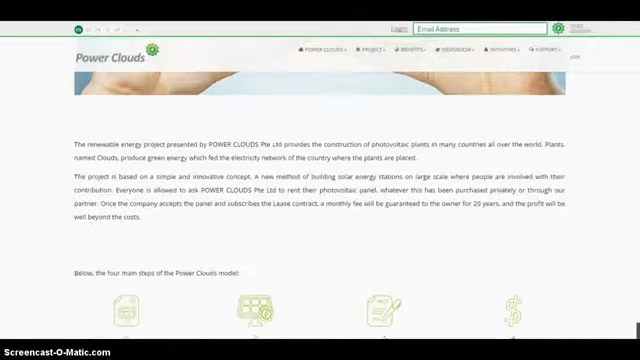 EN
Login
Email Address
Power Clouds
POWER CLOUDS
PROJECT
BENEFITS
NEWSROOM
INITIATIVES
SUPPORT
JOIN
The renewable energy project presented by POWER CLOUDS Pte Ltd provides the construction of photovoltaic plants in many countries all over the world. Plants,
named Clouds, produce green energy which fed the electricity network of the country where the plants are placed.
The project is based on a simple and innovative concept. A new method of building solar energy stations on large scale where people are involved with their
contribution. Everyone is allowed to ask POWER CLOUDS Pte Ltd to rent their photovoltaic panel, whatever this has been purchased privately or through our
partner. Once the company accepts the panel and subscribes the Lease contract, a monthly fee will be guaranteed to the owner for 20 years, and the profit will be
well beyond the costs.
Below, the four main steps of the Power Clouds model:
Screencast-O-Matic.com